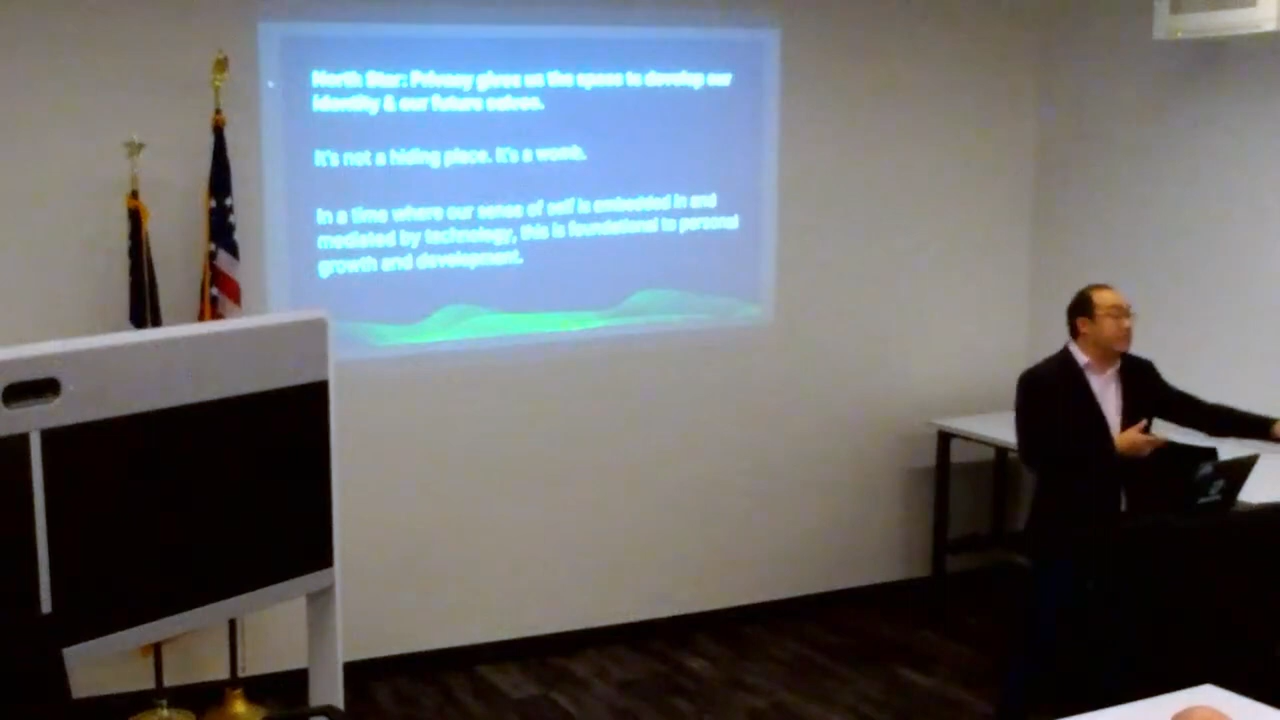 North Star: Privacy gives us the space to develop our
identity & our future selves.
It's not a hiding place. It's a womb.
In a time where our sense of self is embedded in and
mediated by technology, this is foundational to personal
growth and development.